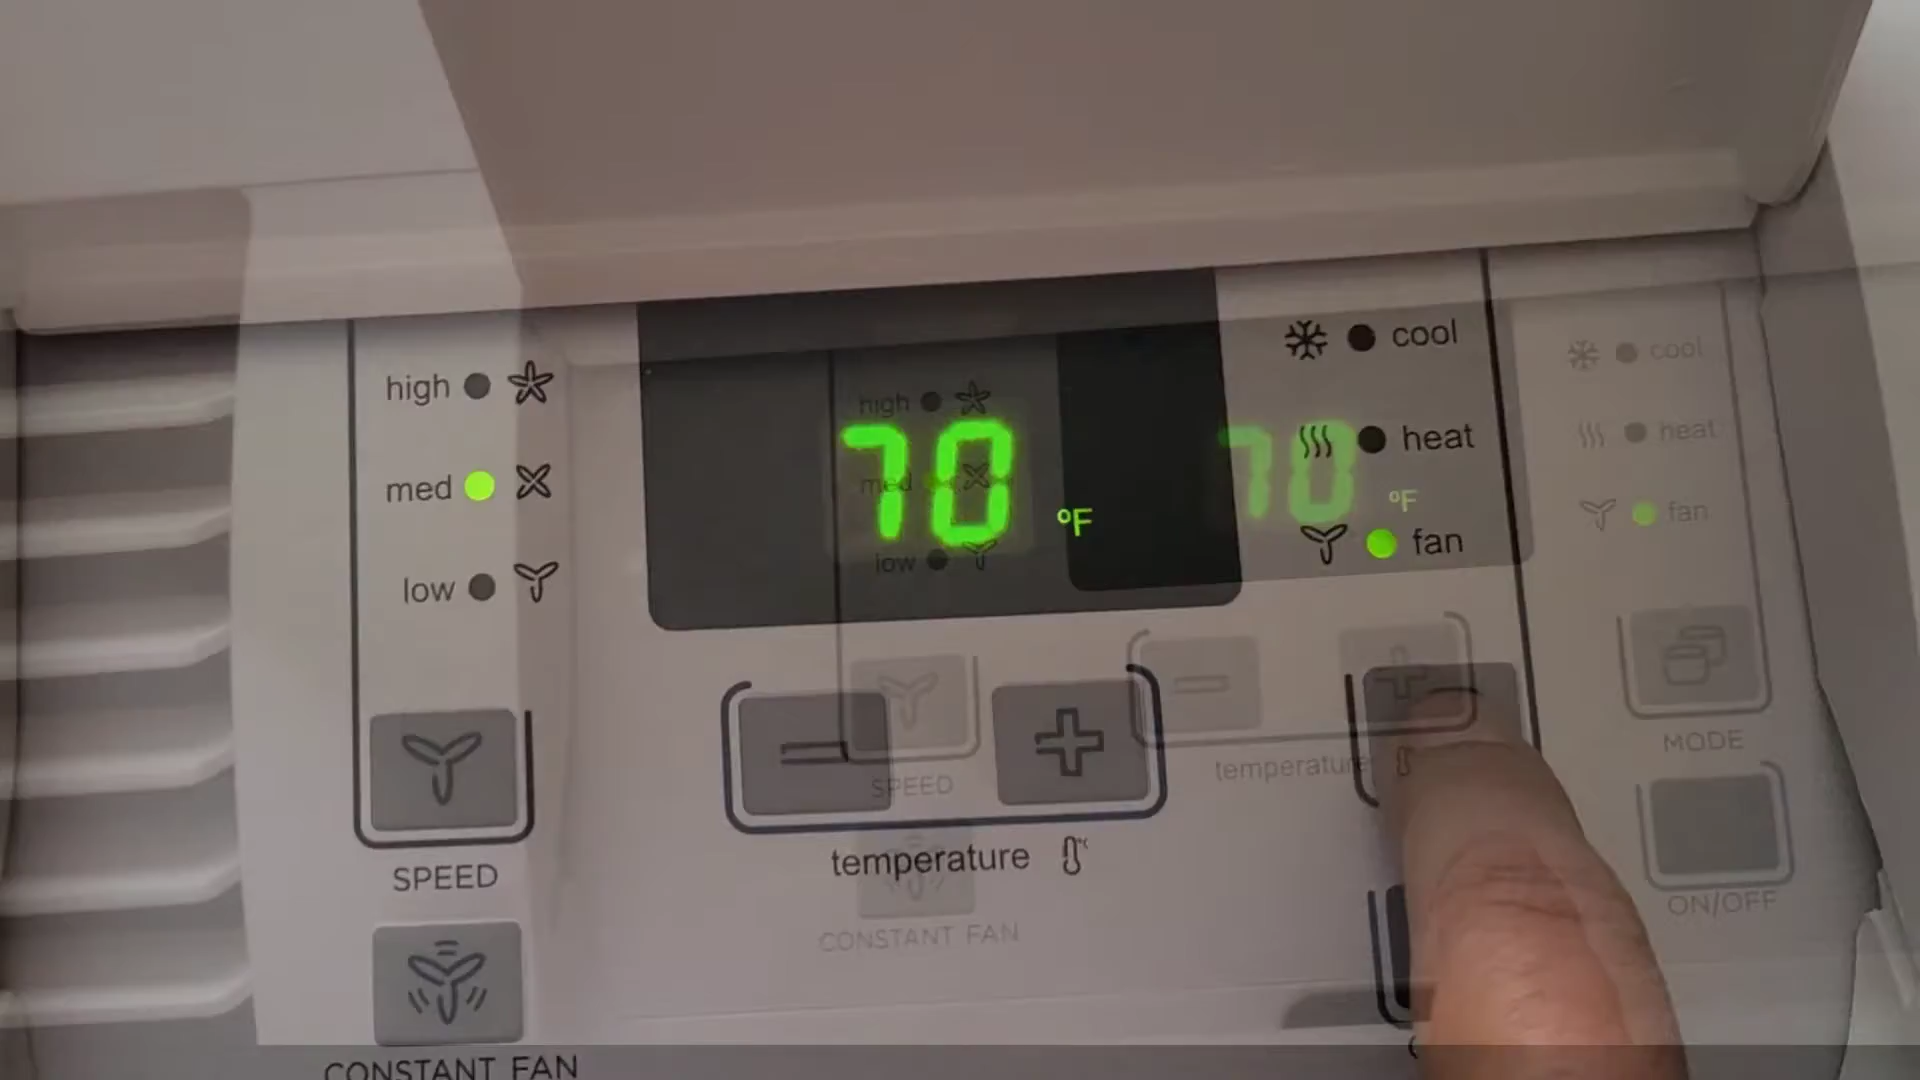 high
med
low
SPEED
CONSTANT FAN
70 °F
temperature
cool
heat
fan
high
med
low
SPEED
CONSTANT FAN
70 °F
temperature
cool
heat
fan
MODE
ON/OFF